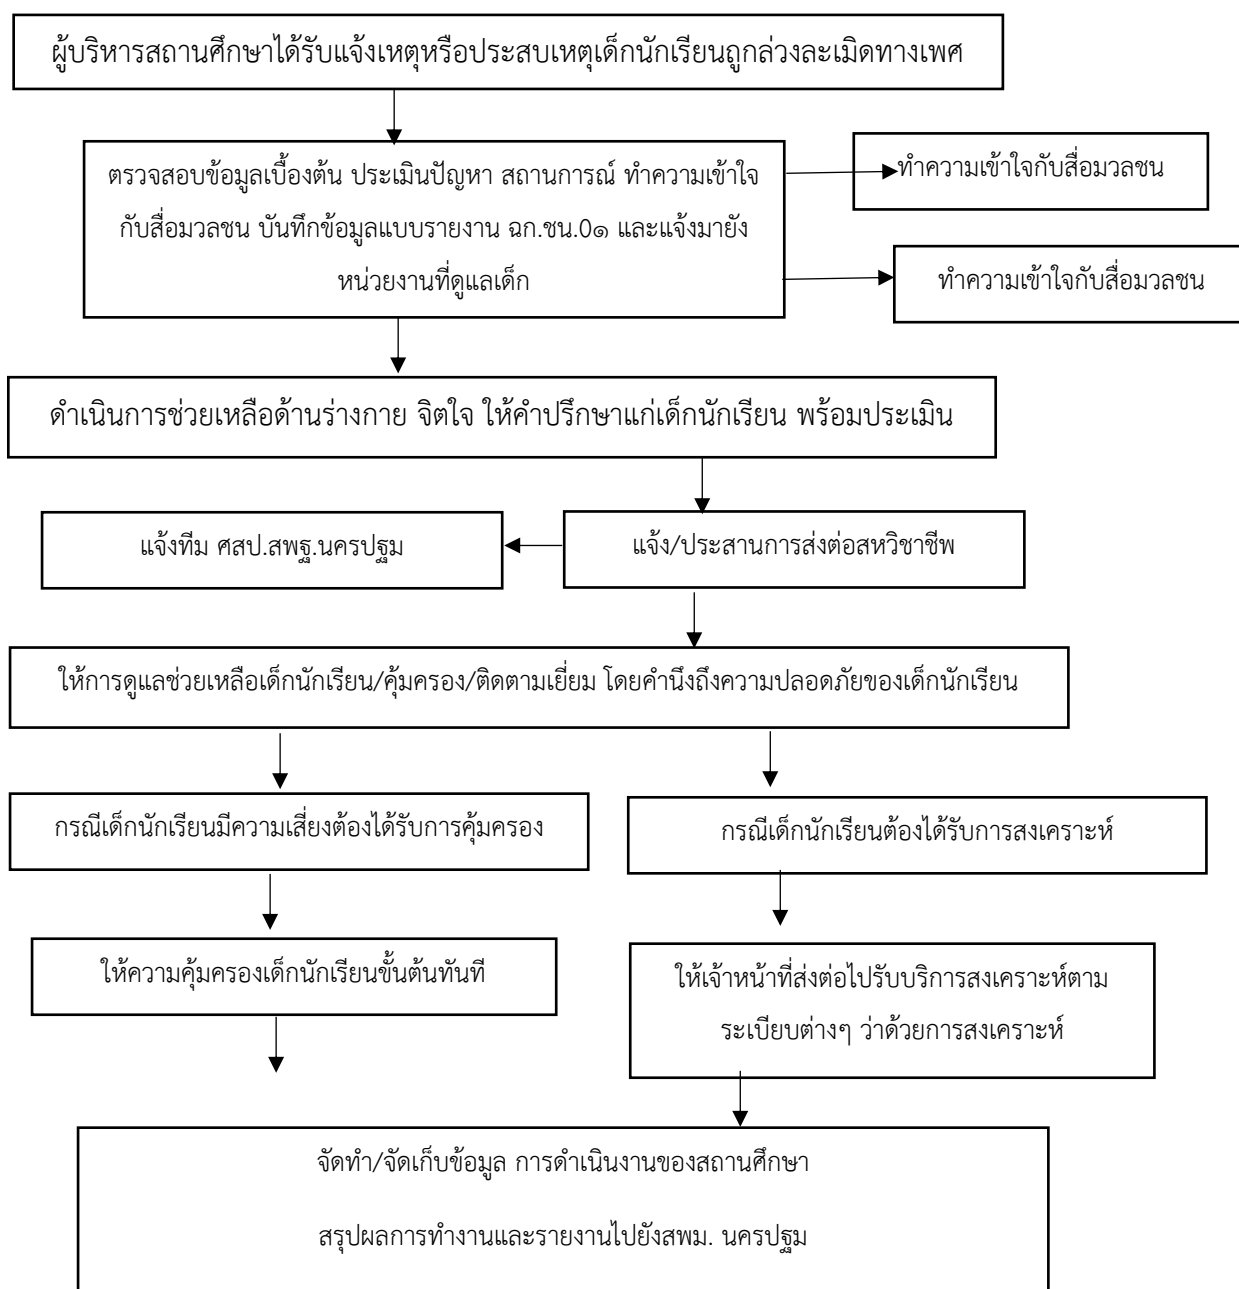 ผู้บริหารสถานศึกษาได้รับแจ้งเหตุหรือประสบเหตุเด็กนักเรียนถูกล่วงละเมิดทางเพศ
ตรวจสอบข้อมูลเบื้องต้น ประเมินปัญหา สถานการณ์ ทำความเข้าใจ
กับสื่อมวลชน บันทึกข้อมูลแบบรายงาน ฉก.ชน.0๑ และแจ้งมายัง
หน่วยงานที่ดูแลเด็ก
ทำความเข้าใจกับสื่อมวลชน
ทำความเข้าใจกับสื่อมวลชน
ดำเนินการช่วยเหลือด้านร่างกาย จิตใจ ให้คำปรึกษาแก่เด็กนักเรียน พร้อมประเมิน
แจ้งทีม ศสป.สพฐ.นครปฐม
แจ้ง/ประสานการส่งต่อสหวิชาชีพ
ให้การดูแลช่วยเหลือเด็กนักเรียน/คุ้มครอง/ติดตามเยี่ยม โดยคำนึงถึงความปลอดภัยของเด็กนักเรียน
กรณีเด็กนักเรียนมีความเสี่ยงต้องได้รับการคุ้มครอง
กรณีเด็กนักเรียนต้องได้รับการสงเคราะห์
ให้ความคุ้มครองเด็กนักเรียนขั้นต้นทันที
ให้เจ้าหน้าที่ส่งต่อไปรับบริการสงเคราะห์ตาม
ระเบียบต่างๆ ว่าด้วยการสงเคราะห์
จัดทำ/จัดเก็บข้อมูล การดำเนินงานของสถานศึกษา
สรุปผลการทำงานและรายงานไปยังสพม. นครปฐม